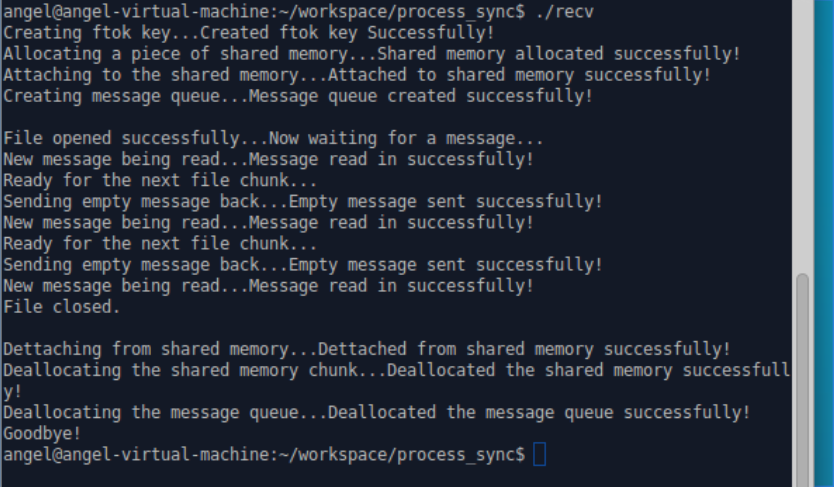 angel@angel-virtual-machine:~/workspace/process_sync$ ./recv
Creating ftok key...Created ftok key Successfully!
Allocating a piece of shared memory...Shared memory allocated successfully!
Attaching to the shared memory...Attached to shared memory successfully!
Creating message queue...Message queue created successfully!
File opened successfully...Now waiting for a message...
New message being read...Message read in successfully!
Ready for the next file chunk...
Sending empty message back...Empty message sent successfully!
New message being read...Message read in successfully!
Ready for the next file chunk...
Sending empty message back...Empty message sent successfully!
New message being read...Message read in successfully!
File closed.
Dettaching from shared memory...Dettached from shared memory successfully!
Deallocating the shared memory chunk...Deallocated the shared memory successfull
y!
Deallocating the message queue...Deallocated the message queue successfully!
Goodbye!
angel@angel-virtual-machine:~/workspace/process_sync$